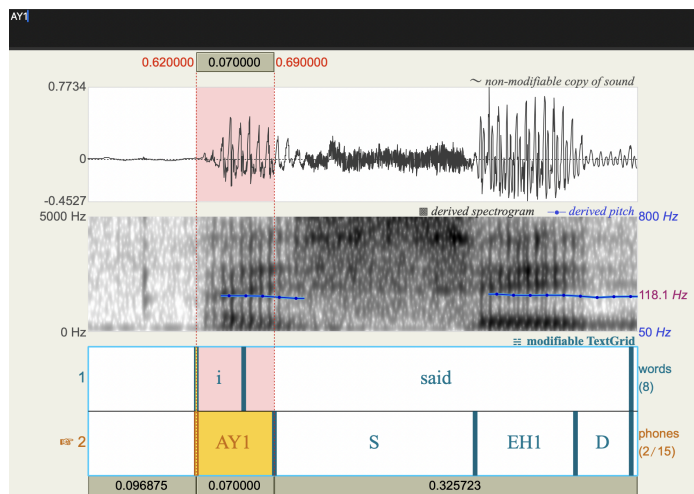 AY1
0.620000 0.070000 0.690000
0.7734 ~ non-modifiable copy of sound
0
-0.4527
5000 Hz derived spectrogram derived pitch 800 Hz
118.1 Hz
0 Hz 50 Hz
modifiable TextGrid
1 i said words
(8)
2 AY1 S EH1 D phones
(2/15)
0.096875 0.070000 0.325723